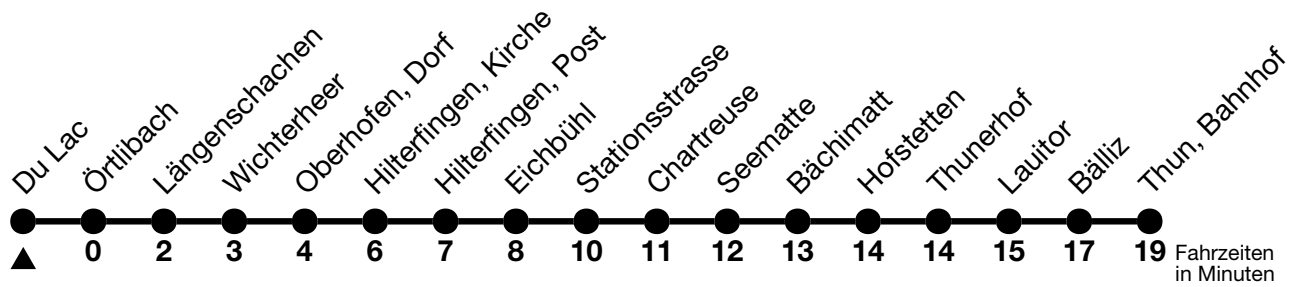 Du Lac
Örtlibach
Längenschachen
Wichterheer
Oberhofen, Dorf
Hilterfingen, Kirche
Hilterfingen, Post
Eichbühl
Stationsstrasse
Chartreuse
Seematte
Bächimatt
Hofstetten
Thunerhof
Lauitor
Bälliz
Thun, Bahnhof
0 2 3 4 6 7 8 10 11 12 13 14 14 15 17 19 Fahrzeiten
in Minuten